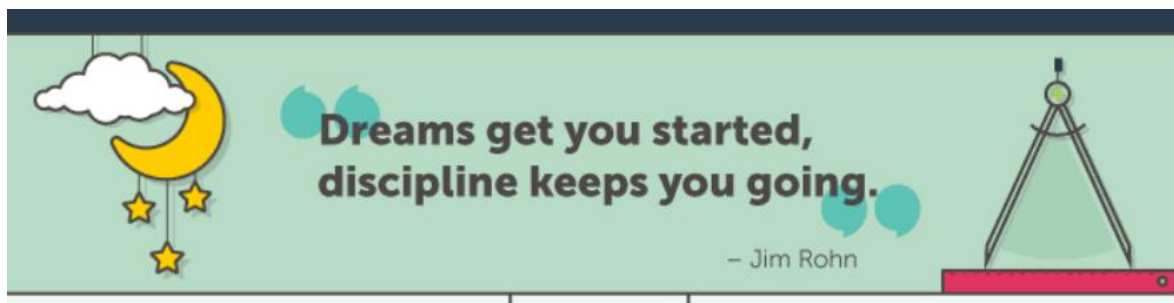 Dreams get you started,
discipline keeps you going.
– Jim Rohn